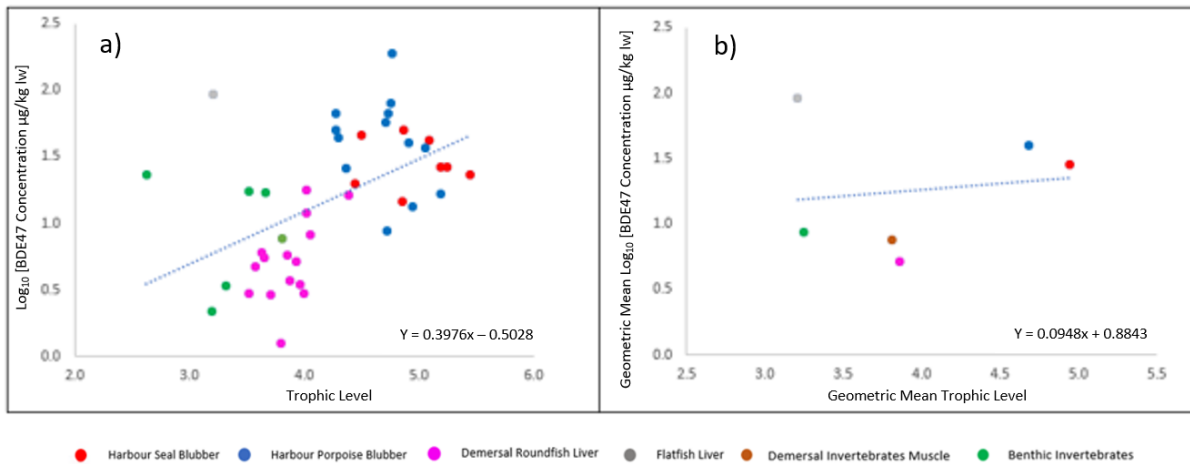 a)
Log10 [BDE47 Concentration µg/kg lw]
2.5
2.0
1.5
1.0
0.5
0.0
2.0 3.0 4.0 5.0 6.0
Trophic Level
Y = 0.3976x – 0.5028
b)
Geometric Mean Log10 [BDE47 Concentration µg/kg lw]
2.5
2.0
1.5
1.0
0.5
0.0
2.5 3.0 3.5 4.0 4.5 5.0 5.5
Geometric Mean Trophic Level
Y = 0.0948x + 0.8843
Harbour Seal Blubber Harbour Porpoise Blubber Demersal Roundfish Liver Flatfish Liver Demersal Invertebrates Muscle Benthic Invertebrates